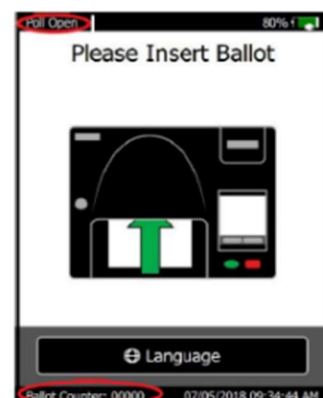 Poll Open 80%
Please Insert Ballot
Language
Ballot Counter: 00000 07/05/2018 09:34:44 AM